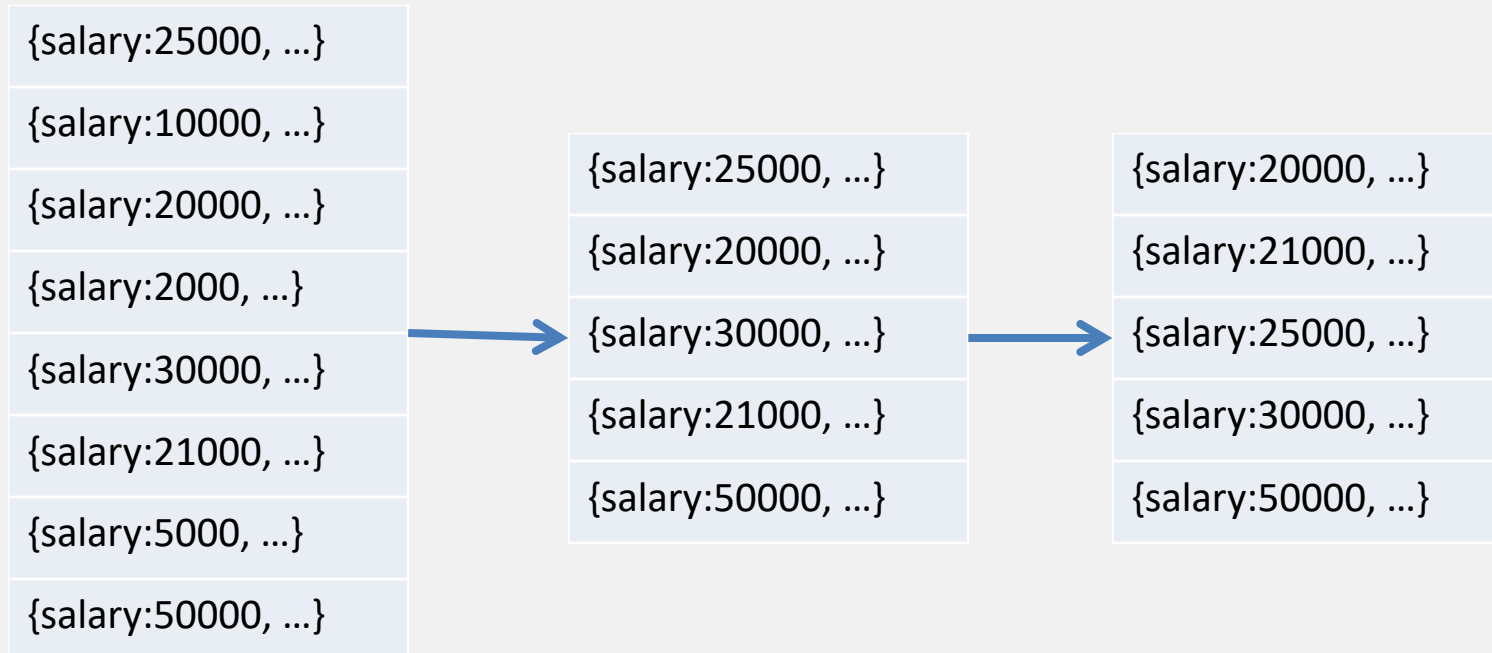 {salary:25000, …}
{salary:10000, …}
{salary:20000, …}
{salary:2000, …}
{salary:30000, …}
{salary:21000, …}
{salary:5000, …}
{salary:50000, …}
{salary:25000, …}
{salary:20000, …}
{salary:30000, …}
{salary:21000, …}
{salary:50000, …}
{salary:20000, …}
{salary:21000, …}
{salary:25000, …}
{salary:30000, …}
{salary:50000, …}